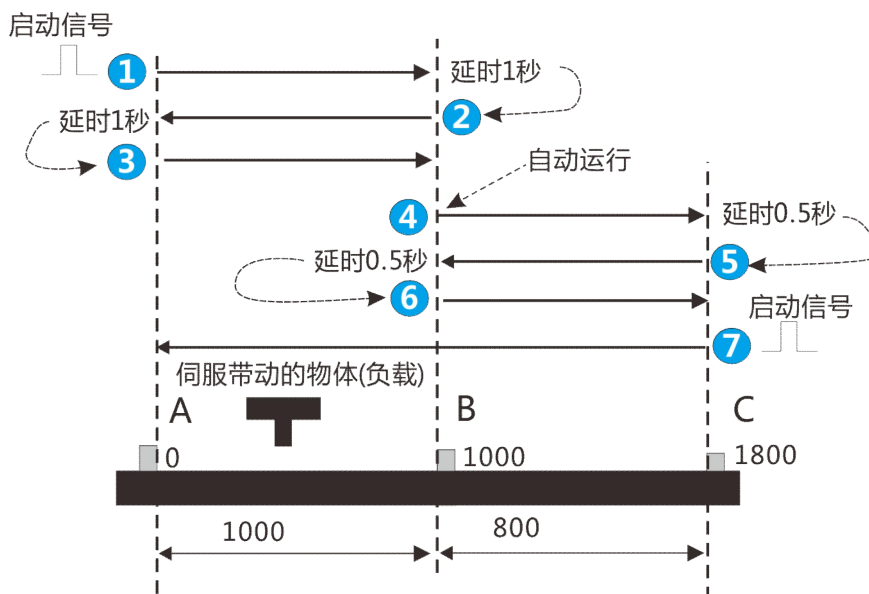 启动信号
1
延时1秒
延时1秒
2
3
自动运行
4
延时0.5秒
延时0.5秒
5
6
启动信号
7
伺服带动的物体(负载)
A
B
C
0
1000
1800
1000
800